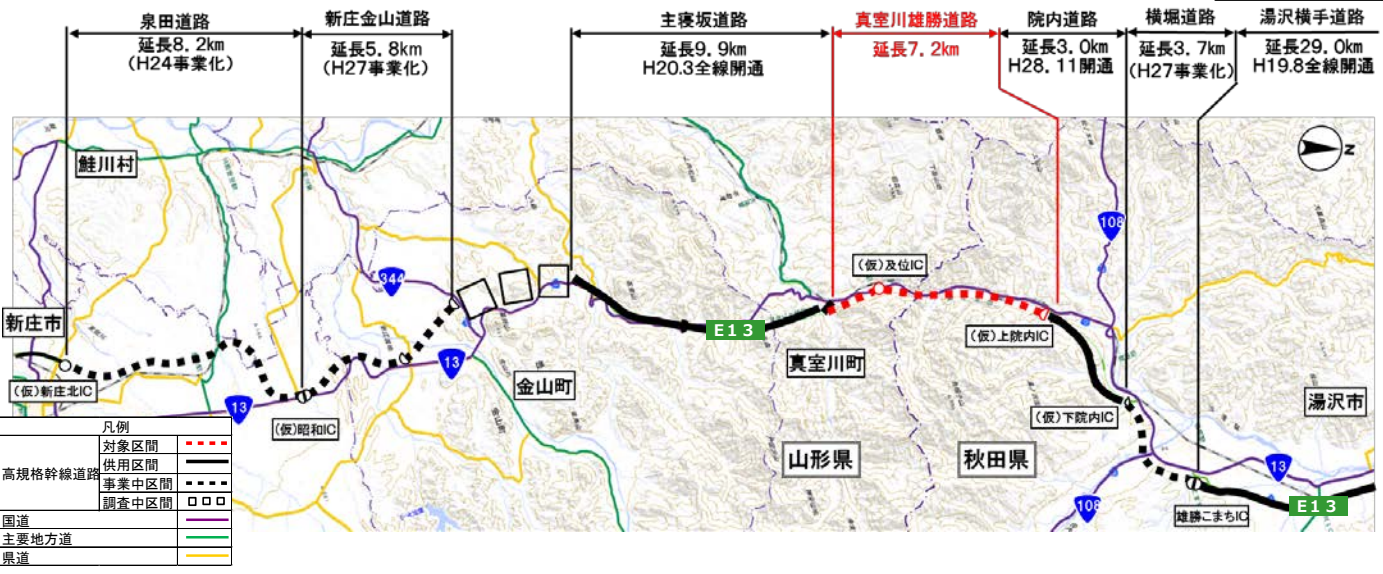 泉田道路
延長8.2km
(H24事業化)
新庄金山道路
延長5.8km
(H27事業化)
主寝坂道路
延長9.9km
H20.3全線開通
真室川雄勝道路
延長7.2km
院内道路
延長3.0km
H28.11開通
横堀道路
延長3.7km
(H27事業化)
湯沢横手道路
延長29.0km
H19.8全線開通
鮭川村
N
108
(仮)及位IC
344
新庄市
E13
(仮)上院内IC
13
真室川町
(仮)新庄北IC
金山町
湯沢市
13
(仮)下院内IC
(仮)昭和IC
山形県
秋田県
13
108
雄勝こまちIC
E13
金山町
凡例
高規格幹線道路
対象区間
供用区間
事業中区間
調査中区間
国道
主要地方道
県道